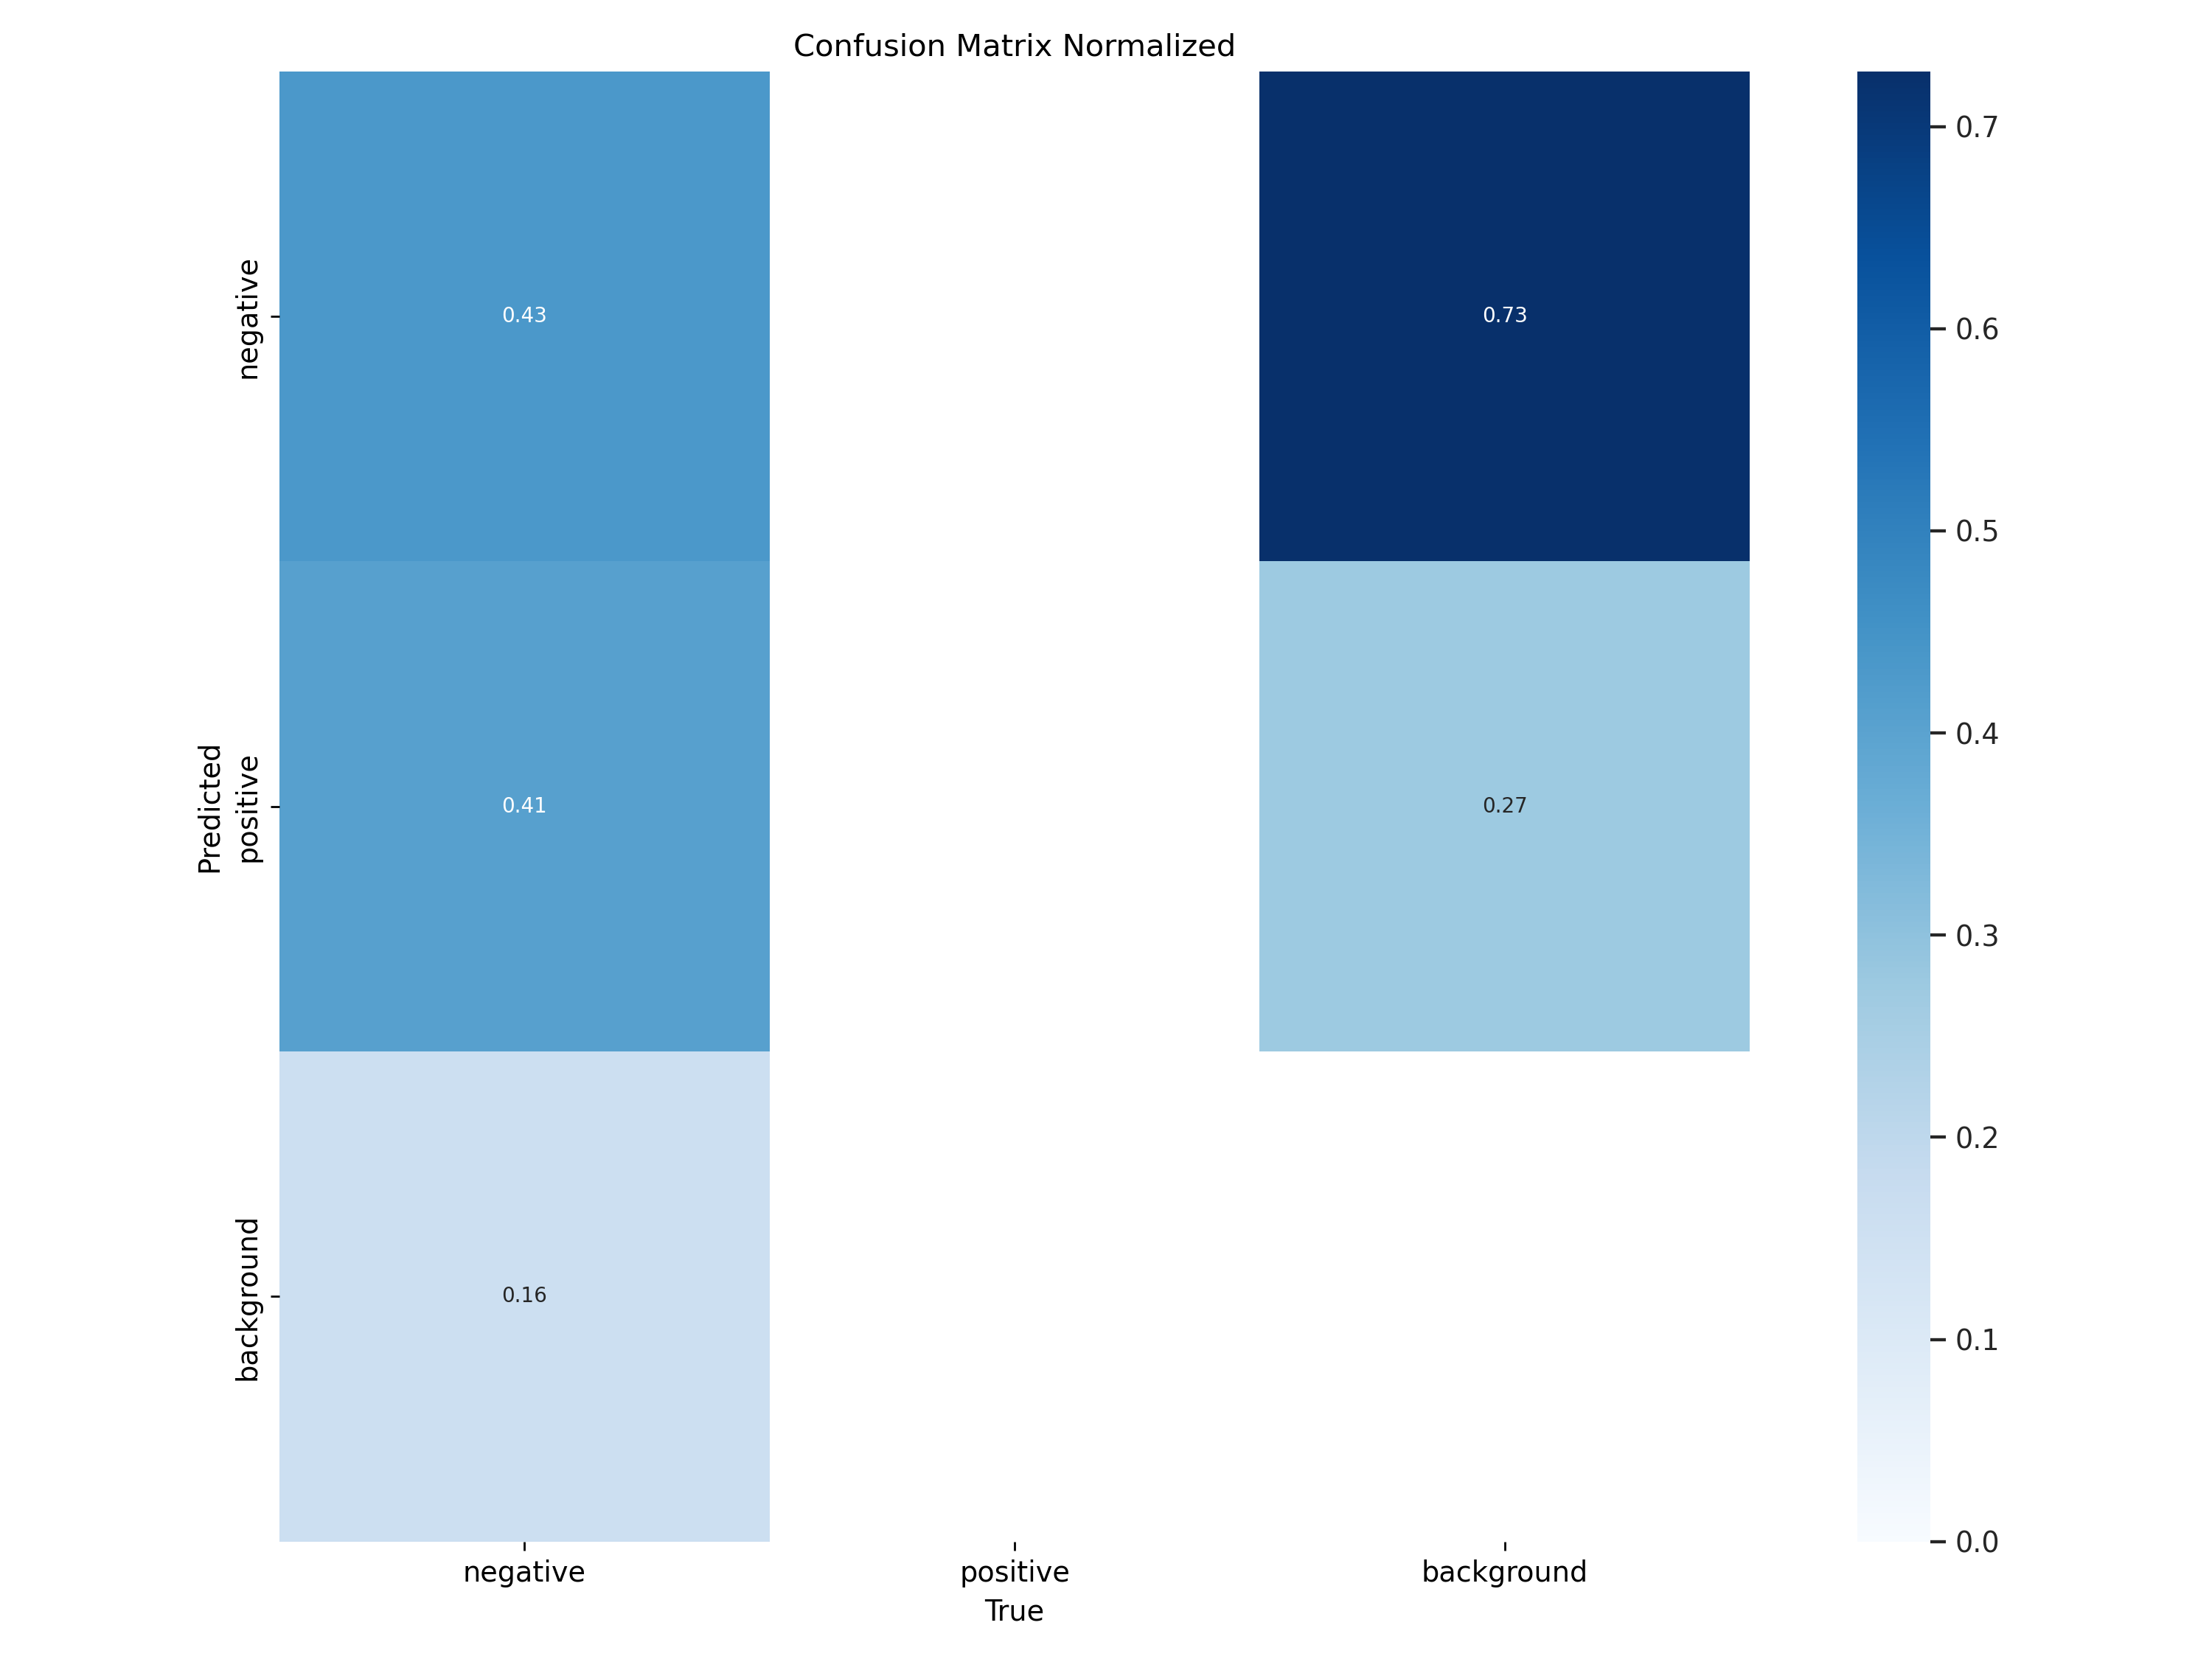 Confusion Matrix Normalized
negative
0.43
0.73
0.7
0.6
0.5
Predicted
positive
0.41
0.27
0.4
0.3
0.2
background
0.16
0.1
0.0
negative
positive
background
True